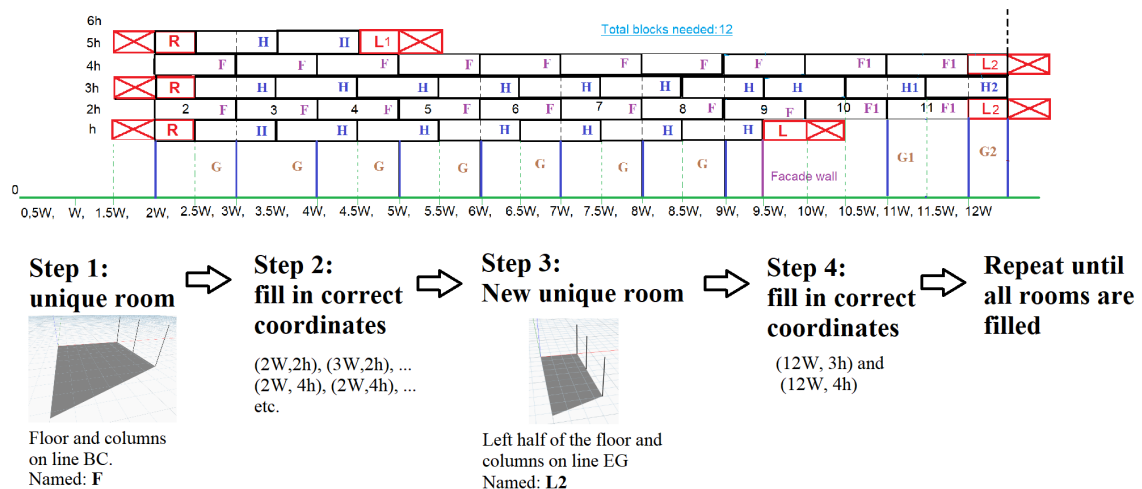 6h
Total blocks needed:12
5h R H H L1
4h F F F F F F F F F1 F1 L2
3h R H H H H H H H H H1 H2
2h 2 F 3 F 4 F 5 F 6 F 7 F 8 F 9 F 10 F1 11 F1 L2
h R H H H H H H H L
G G G G G G G G1 G2
Facade wall
0
0,5W, W, 1.5W, 2W, 2.5W, 3W, 3.5W, 4W, 4.5W, 5W, 5.5W, 6W, 6.5W, 7W, 7.5W, 8W, 8.5W, 9W, 9.5W, 10W, 10.5W, 11W, 11.5W, 12W
Step 1:
unique room
Floor and columns
on line BC.
Named: F
Step 2:
fill in correct
coordinates
(2W,2h), (3W,2h), ...
(2W, 4h), (2W,4h), ...
etc.
Step 3:
New unique room
Left half of the floor and
columns on line EG
Named: L2
Step 4:
fill in correct
coordinates
(12W, 3h) and
(12W, 4h)
Repeat until
all rooms are
filled